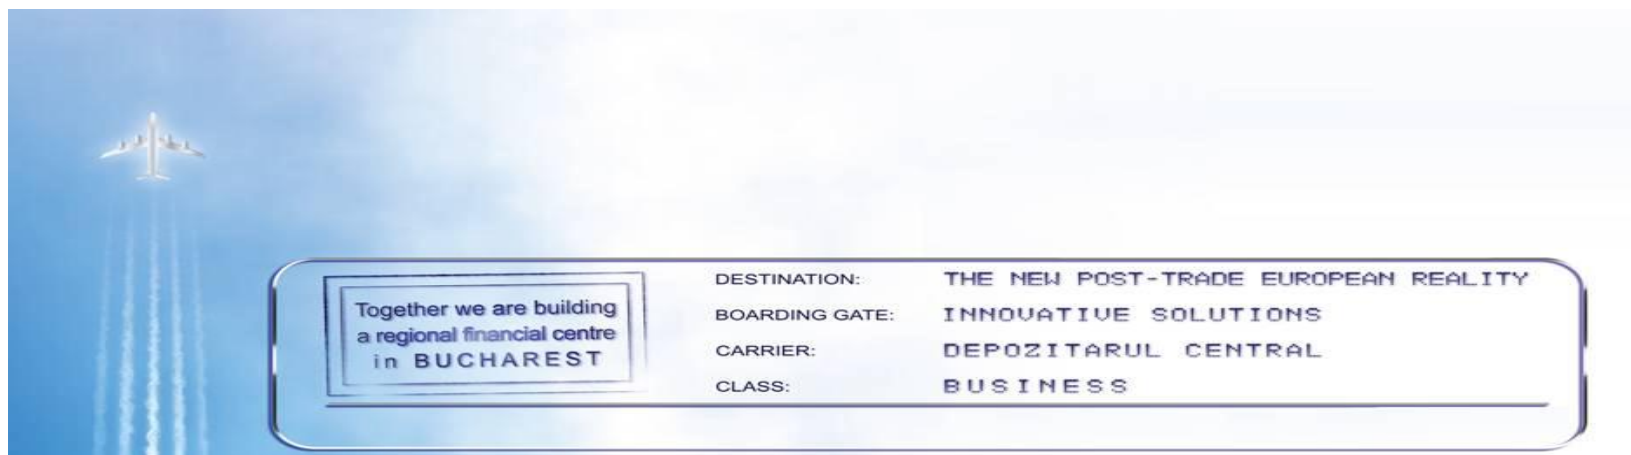 Together we are building
a regional financial centre
in BUCHAREST
DESTINATION: THE NEW POST-TRADE EUROPEAN REALITY
BOARDING GATE: INNOVATIVE SOLUTIONS
CARRIER: DEPOZITARUL CENTRAL
CLASS: BUSINESS